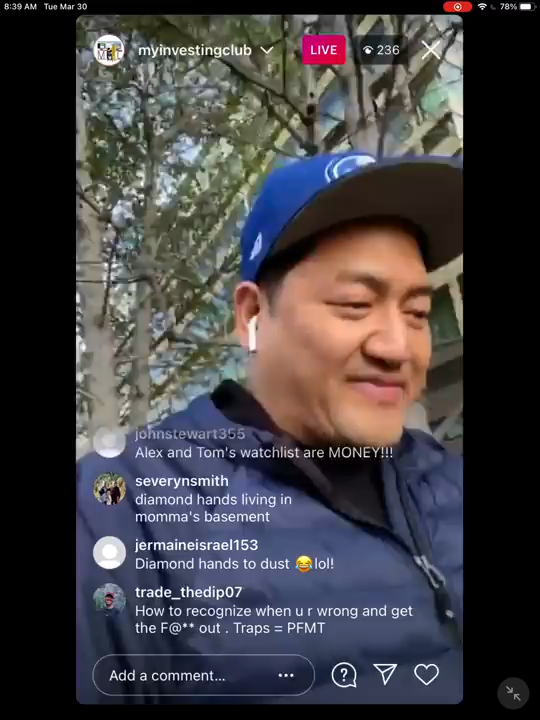 8:39 AM Tue Mar 30
78%
myinvestingclub
LIVE
236
johnstewart355
Alex and Tom's watchlist are MONEY!!!
severynsmith
diamond hands living in
momma's basement
jermaineisrael153
Diamond hands to dust 😂lol!
trade_thedip07
How to recognize when u r wrong and get
the F@** out . Traps = PFMT
Add a comment...